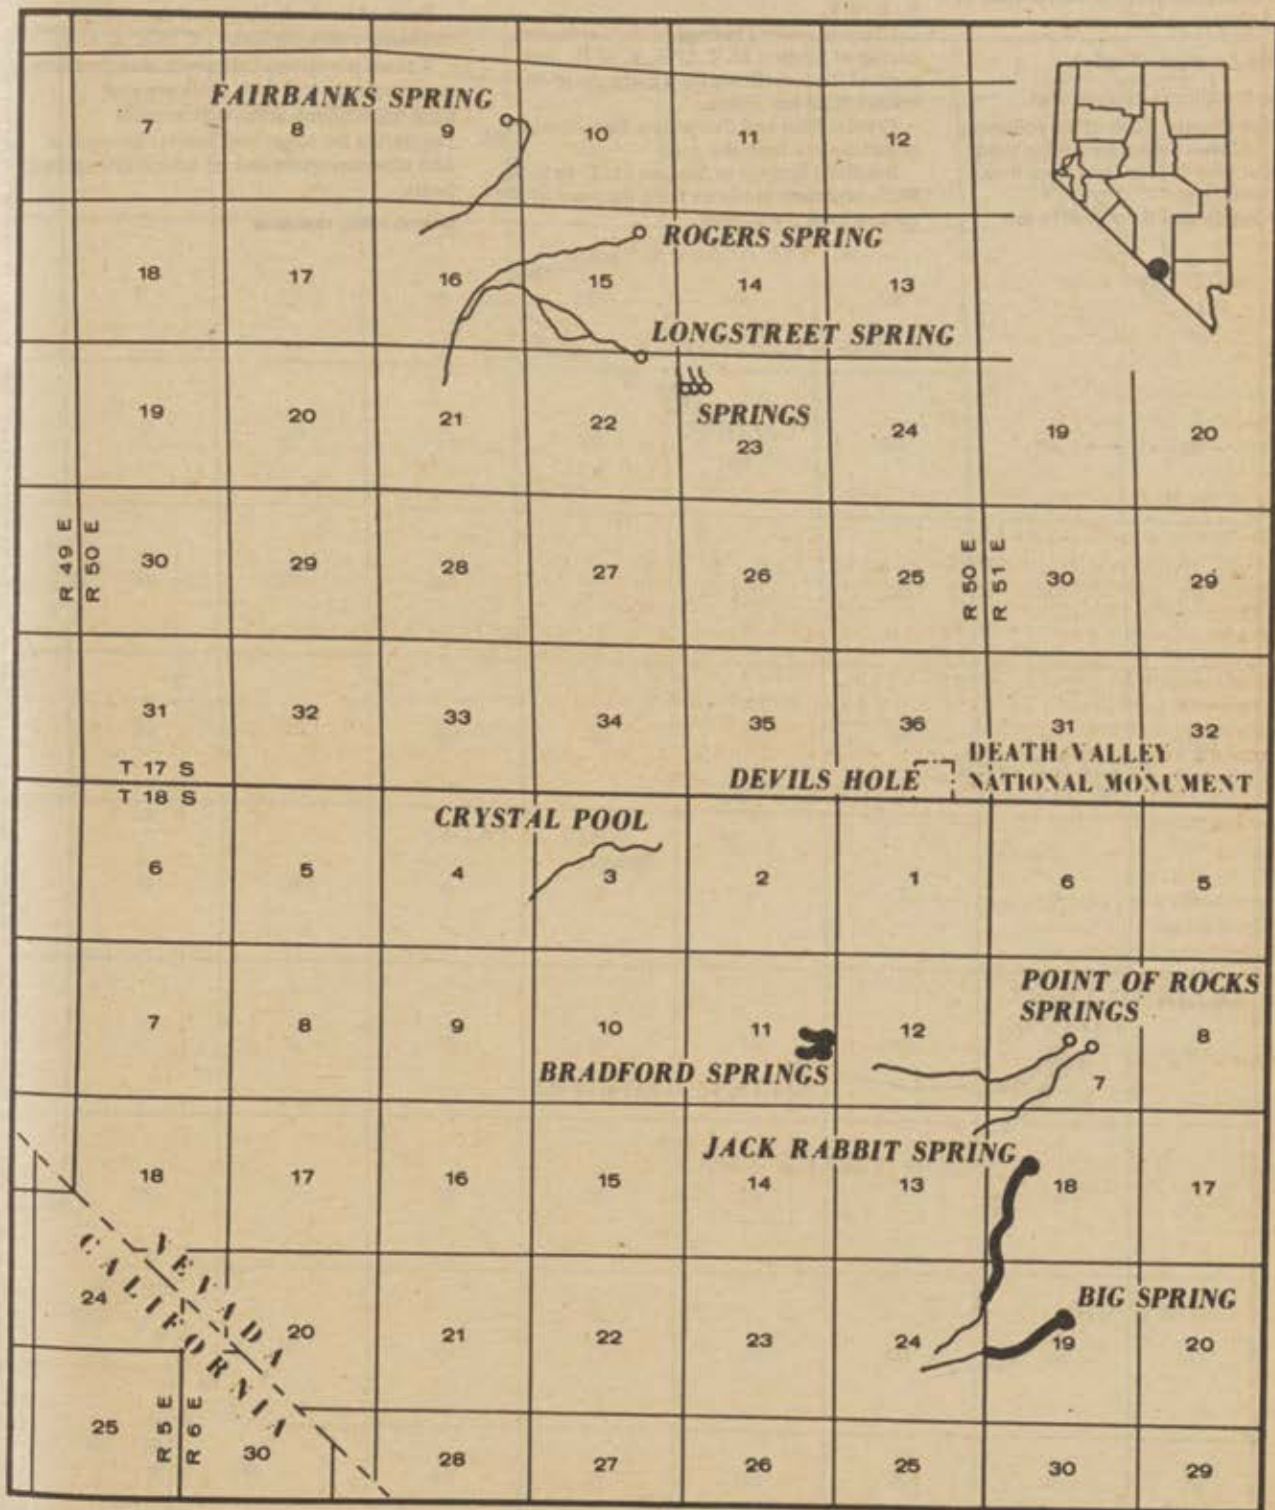 FAIRBANKS SPRING
7 8 9 10 11 12
ROGERS SPRING
18 17 16 15 14 13
LONGSTREET SPRING
SPRINGS
19 20 21 22 23 24 19 20
R 49 E
R 50 E
30 29 28 27 26 25
R 50 E
R 51 E
30 29
31 32 33 34 35 36 31 32
T 17 S
T 18 S
DEVILS HOLE
DEATH VALLEY
NATIONAL MONUMENT
CRYSTAL POOL
6 5 4 3 2 1 6 5
POINT OF ROCKS
SPRINGS
7 8 9 10 11 12 7 8
BRADFORD SPRINGS
JACK RABBIT SPRING
18 17 16 15 14 13 18 17
NEVADA
CALIFORNIA
BIG SPRING
24 20 21 22 23 24 19 20
R 5 E
R 6 E
25 30 28 27 26 25 30 29